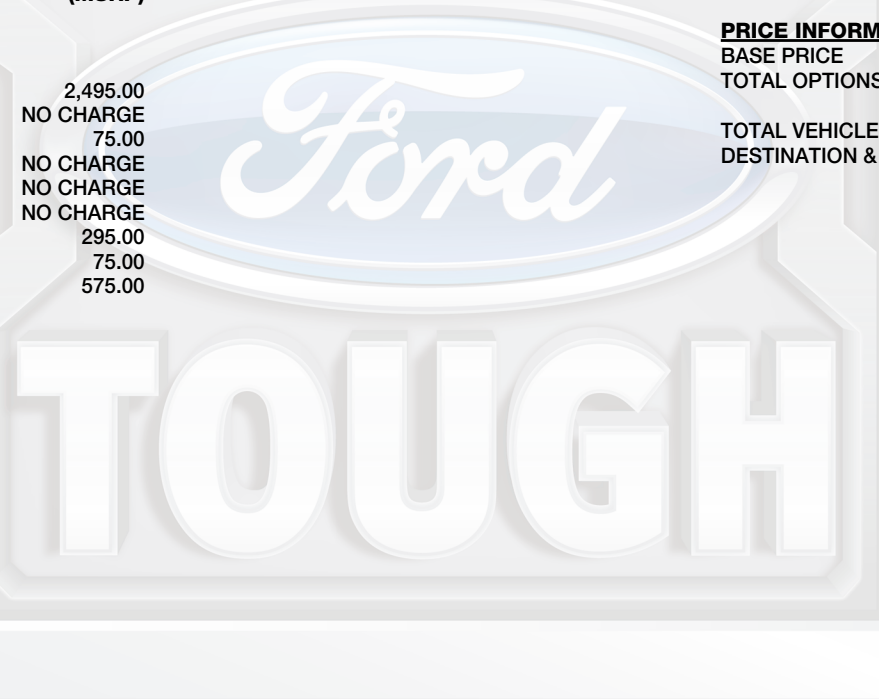 (MSRP)
2,495.00
NO CHARGE
75.00
NO CHARGE
NO CHARGE
NO CHARGE
295.00
75.00
575.00
PRICE INFORM
BASE PRICE
TOTAL OPTIONS
TOTAL VEHICLE
DESTINATION &
Ford
TOUGH